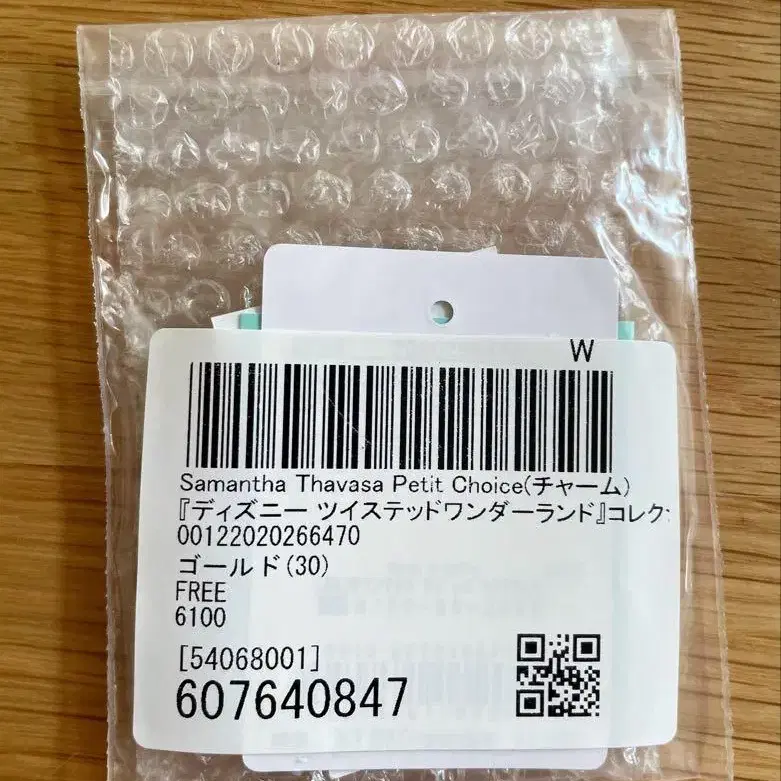 W
Samantha Thavasa Petit Choice(チャーム)
『ディズニー ツイステッドワンダーランド』コレク
00122020266470
ゴールド(30)
FREE
6100
[54068001]
607640847